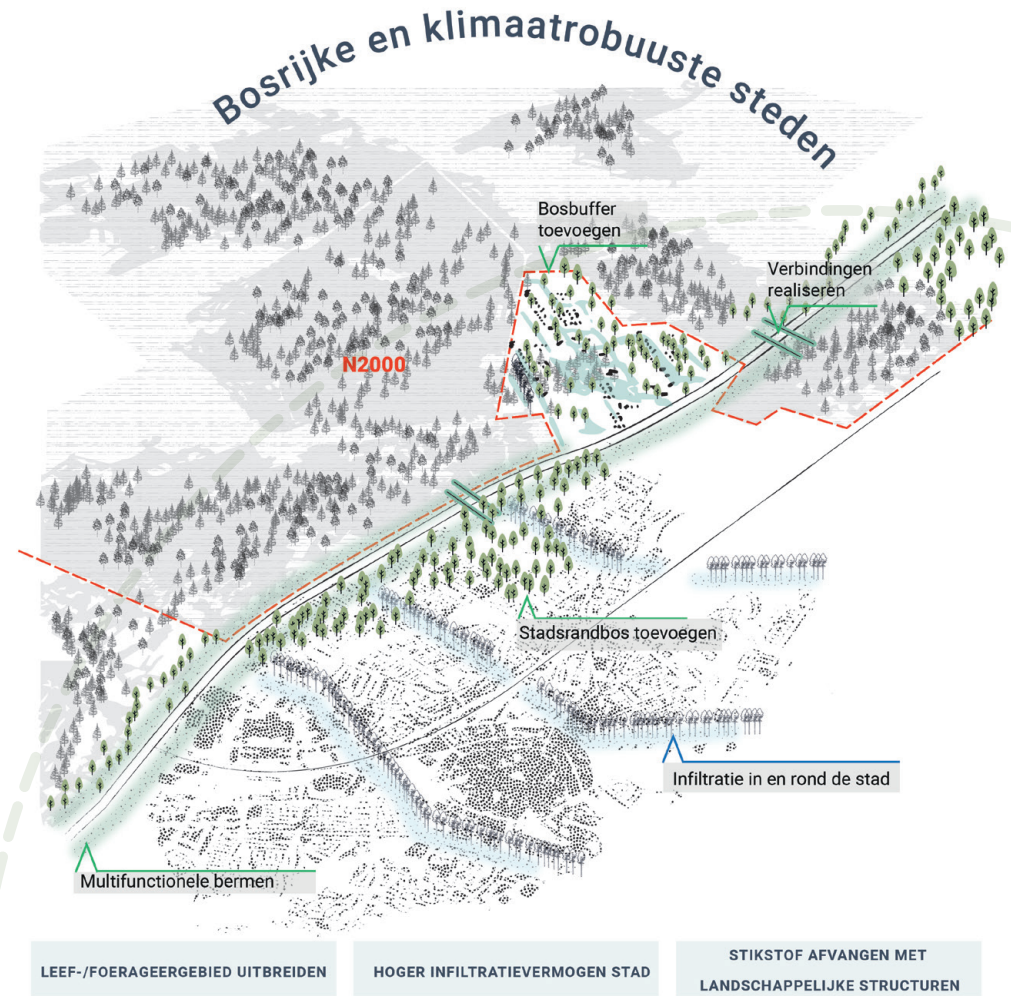 Bosrijke en klimaatrobuuste steden
Bosbuffer
toevoegen
Verbindingen
realiseren
N2000
Stadsrandbos toevoegen
Infiltratie in en rond de stad
Multifunctionele bermen
LEEF-/FOERAGEERGEBIED UITBREIDEN
HOGER INFILTRATIEVERMOGEN STAD
STIKSTOF AFVANGEN MET
LANDSCHAPPELIJKE STRUCTUREN